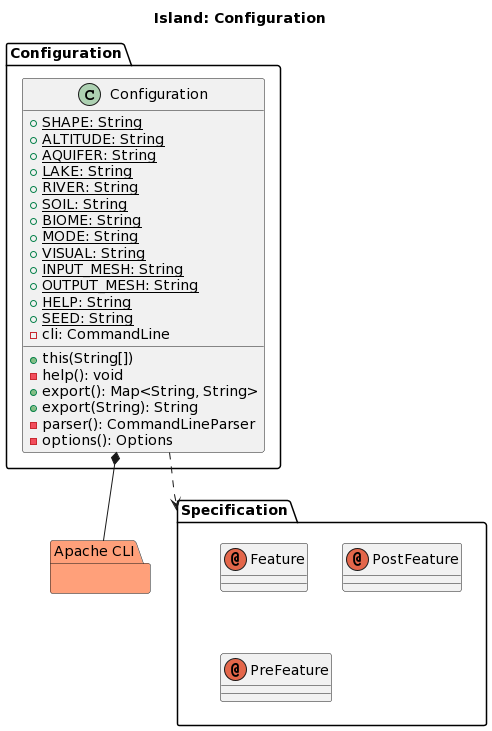 Island: Configuration
Configuration
C Configuration
SHAPE: String
ALTITUDE: String
AQUIFER: String
LAKE: String
RIVER: String
SOIL: String
BIOME: String
MODE: String
VISUAL: String
INPUT_MESH: String
OUTPUT_MESH: String
HELP: String
SEED: String
cli: CommandLine
this(String[])
help(): void
export(): Map<String, String>
export(String): String
parser(): CommandLineParser
options(): Options
Specification
Apache CLI
@ Feature
@ PostFeature
@ PreFeature